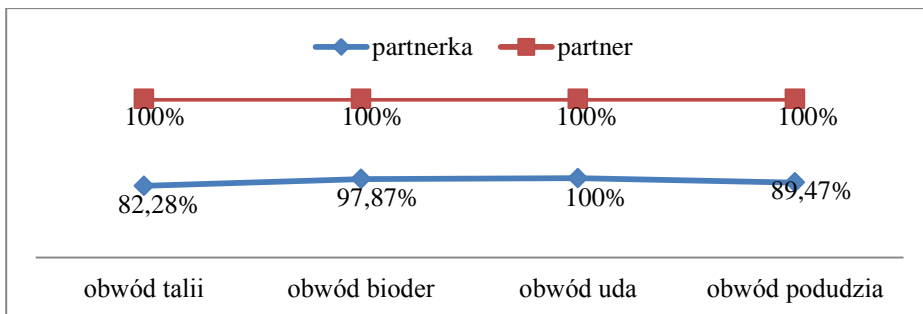 partnerka partner
100% 100% 100% 100%
82,28% 97,87% 100% 89,47%
obwód talii obwód bioder obwód uda obwód podudzia